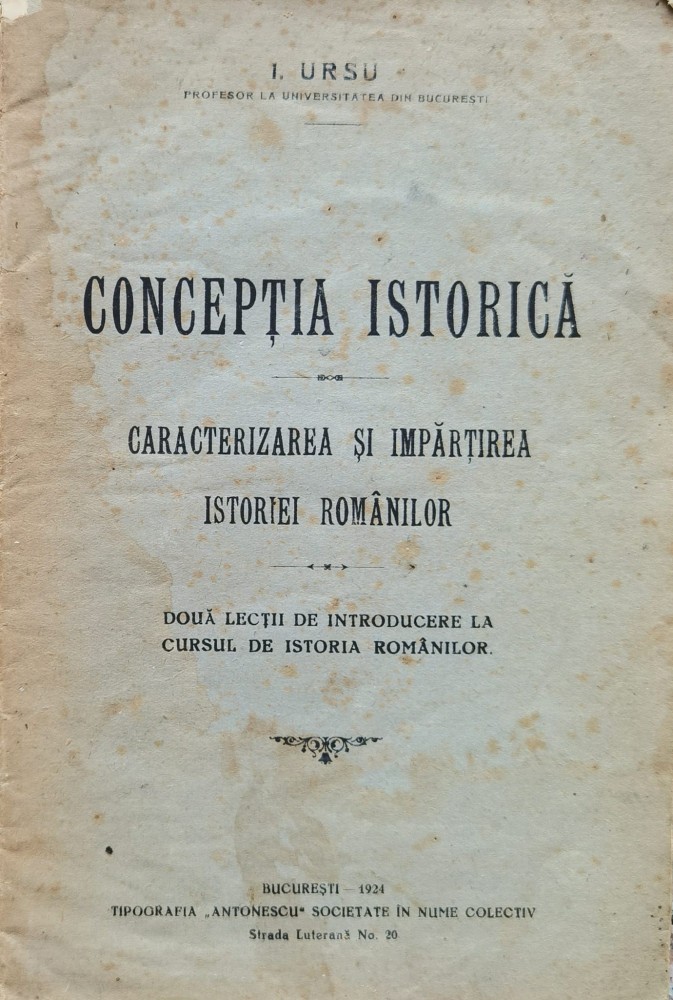 I. URSU
PROFESOR LA UNIVERSITATEA DIN BUCURESTI
CONCEPȚIA ISTORICĂ
CARACTERIZAREA ȘI IMPĂRȚIREA
ISTORIEI ROMÂNILOR
DOUĂ LECȚII DE INTRODUCERE LA
CURSUL DE ISTORIA ROMÂNILOR.
BUCUREȘTI — 1924
TIPOGRAFIA „ANTONESCU“ SOCIETATE ÎN NUME COLECTIV
Strada Luterană No. 20